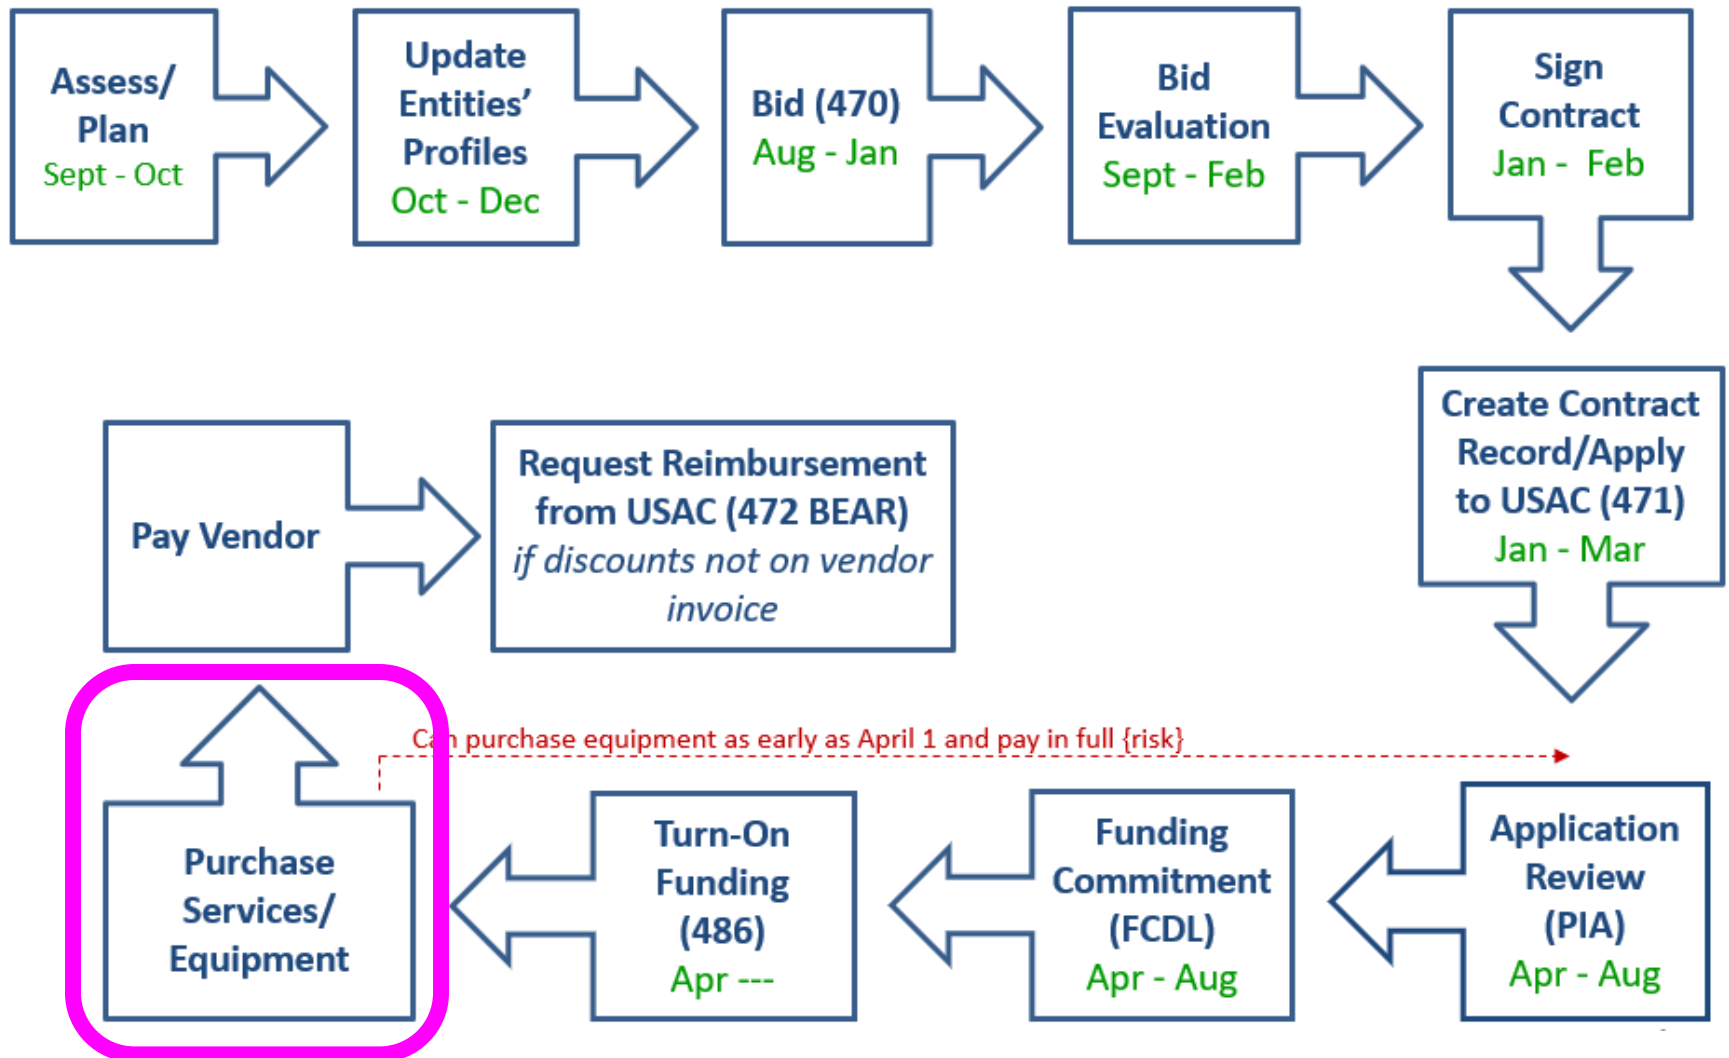 Assess/
Plan
Sept - Oct
Update
Entities’
Profiles
Oct - Dec
Bid (470)
Aug - Jan
Bid
Evaluation
Sept - Feb
Sign
Contract
Jan -  Feb
Create Contract
Record/Apply
to USAC (471)
Jan - Mar
Application
Review
(PIA)
Apr - Aug
Funding
Commitment
(FCDL)
Apr - Aug
Turn-On
Funding
(486)
Apr ---
Can purchase equipment as early as April 1 and pay in full {risk}
Purchase
Services/
Equipment
Pay Vendor
Request Reimbursement
from USAC (472 BEAR)
if discounts not on vendor
invoice